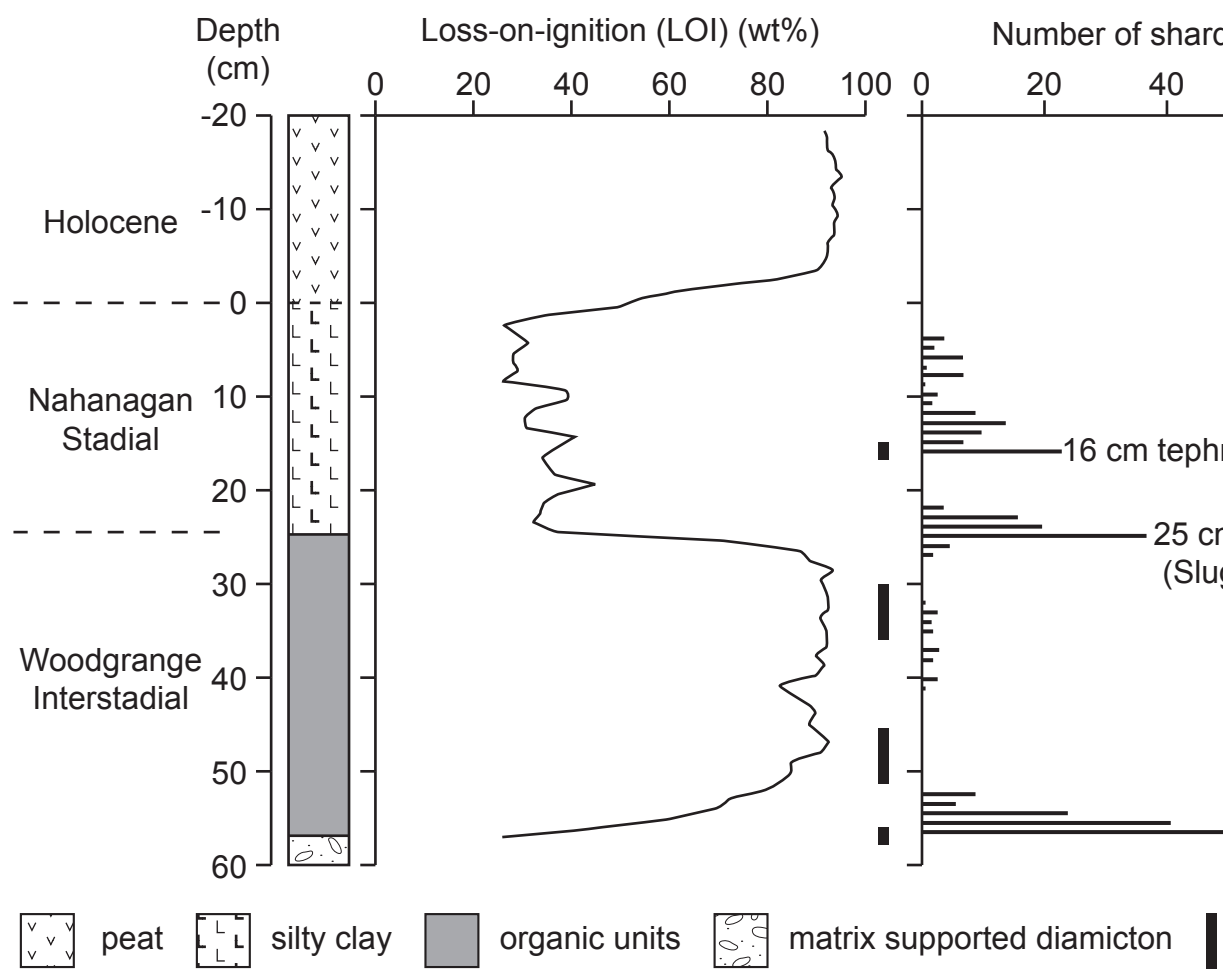 Depth
(cm)
Loss-on-ignition (LOI) (wt%)
Number of shard
0 20 40 60 80 100
0 20 40
-20
-10
Holocene
0
Nahanagan
Stadial
10
16 cm tephr
20
25 cm
(Slug
30
Woodgrange
Interstadial
40
50
60
peat
silty clay
organic units
matrix supported diamicton